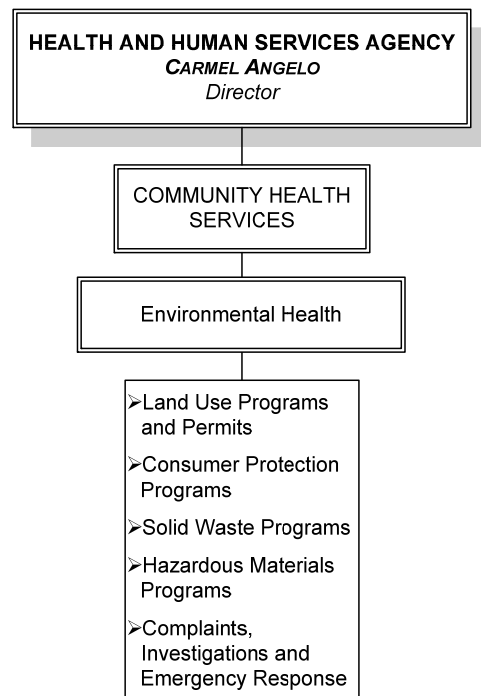 HEALTH AND HUMAN SERVICES AGENCY
CARMEL ANGELO
Director
COMMUNITY HEALTH
SERVICES
Environmental Health
➢Land Use Programs
and Permits
➢Consumer Protection
Programs
➢Solid Waste Programs
➢Hazardous Materials
Programs
➢Complaints,
Investigations and
Emergency Response